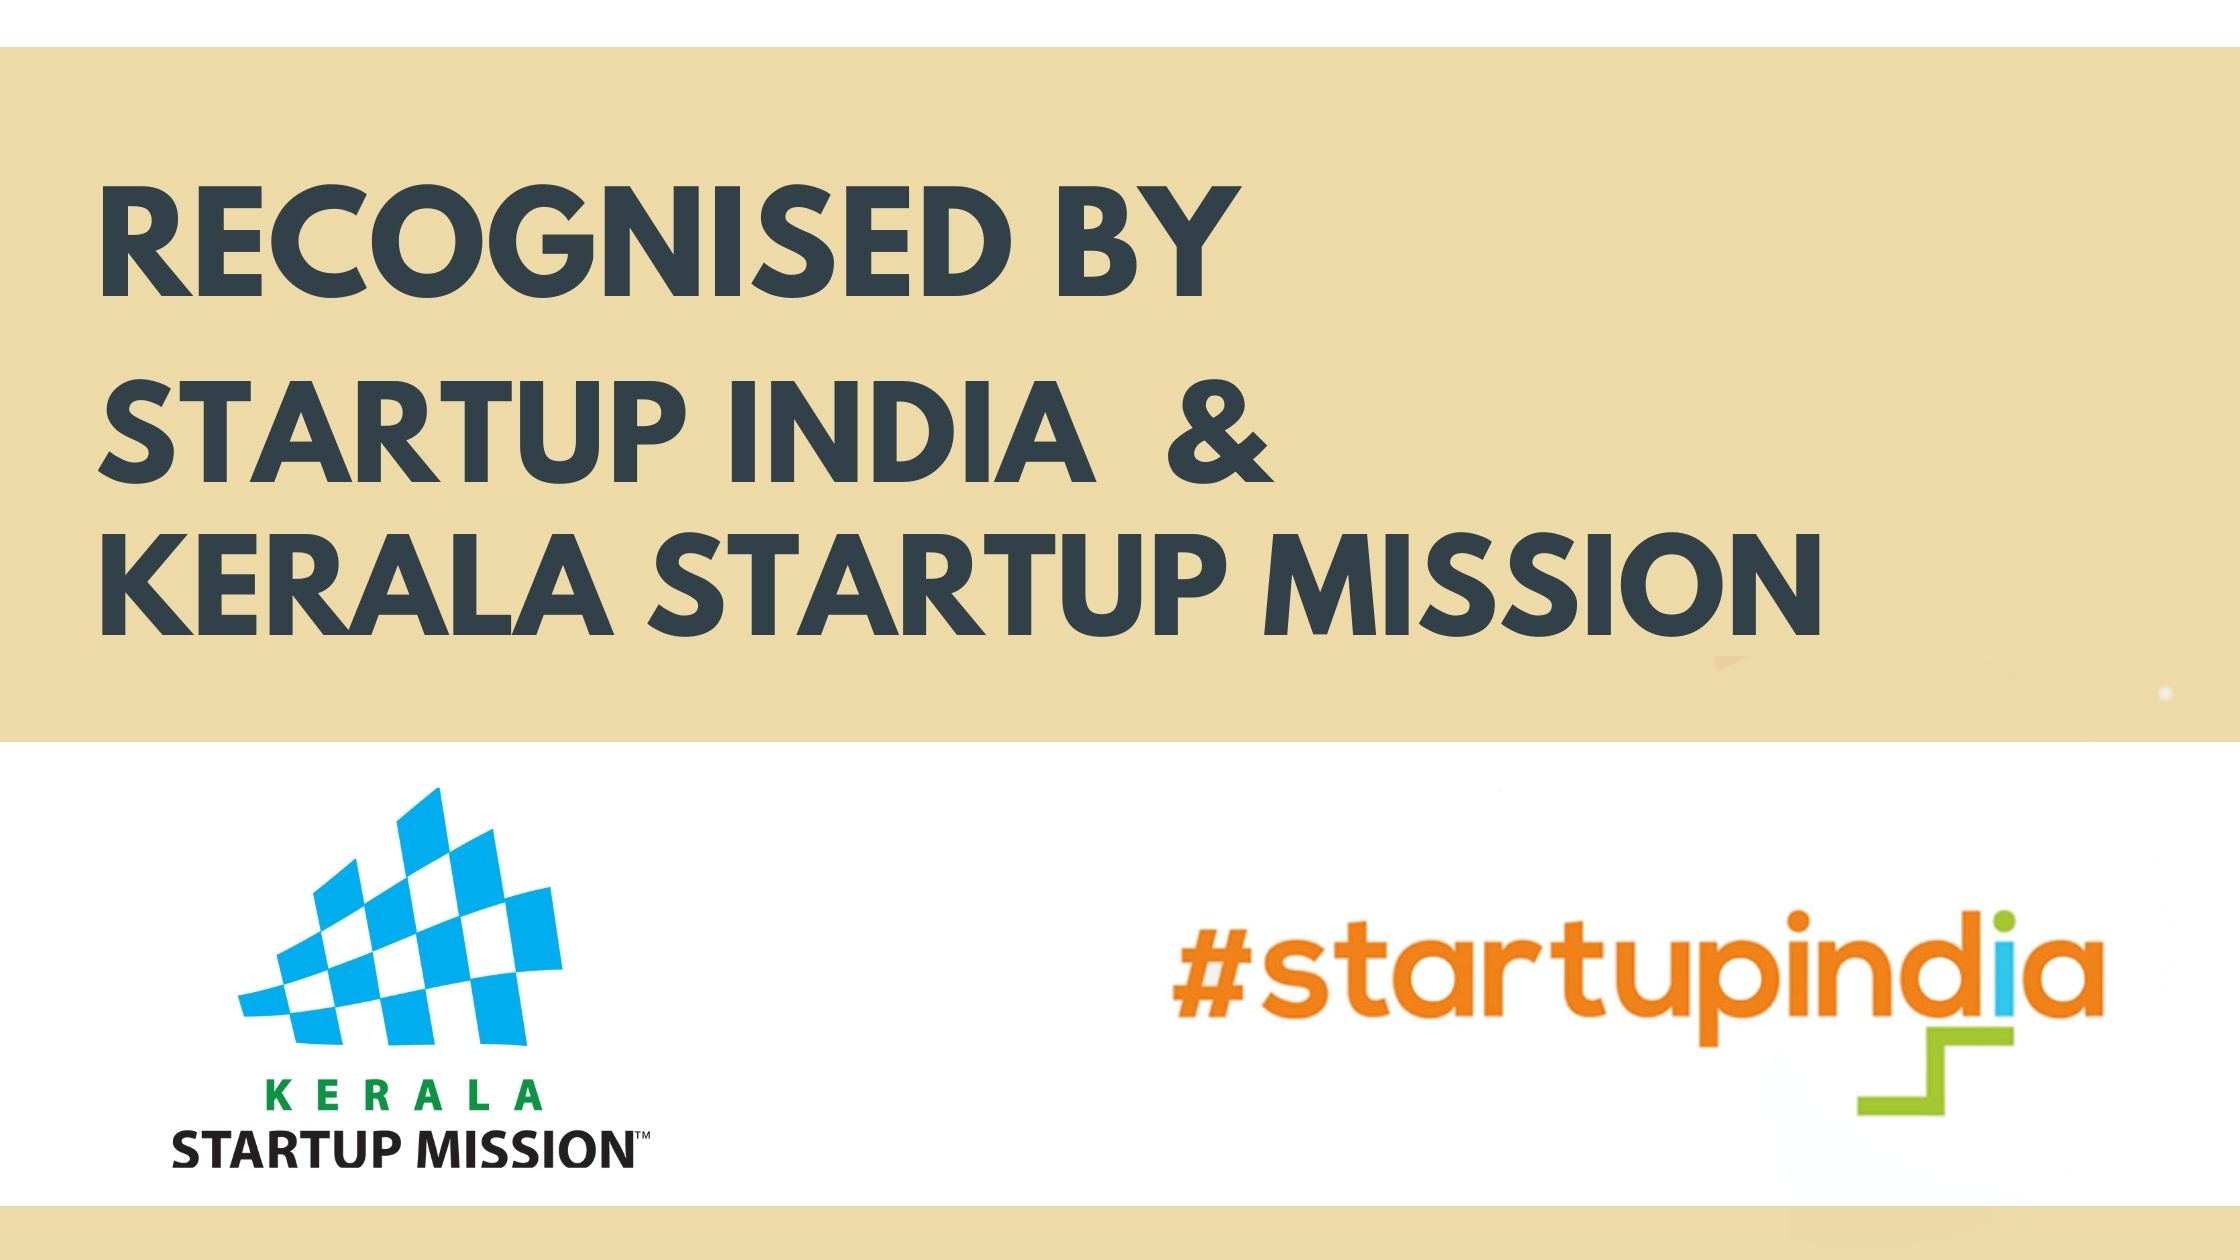 RECOGNISED BY
STARTUP INDIA &
KERALA STARTUP MISSION
KERALA
STARTUP MISSION™
#startupindia